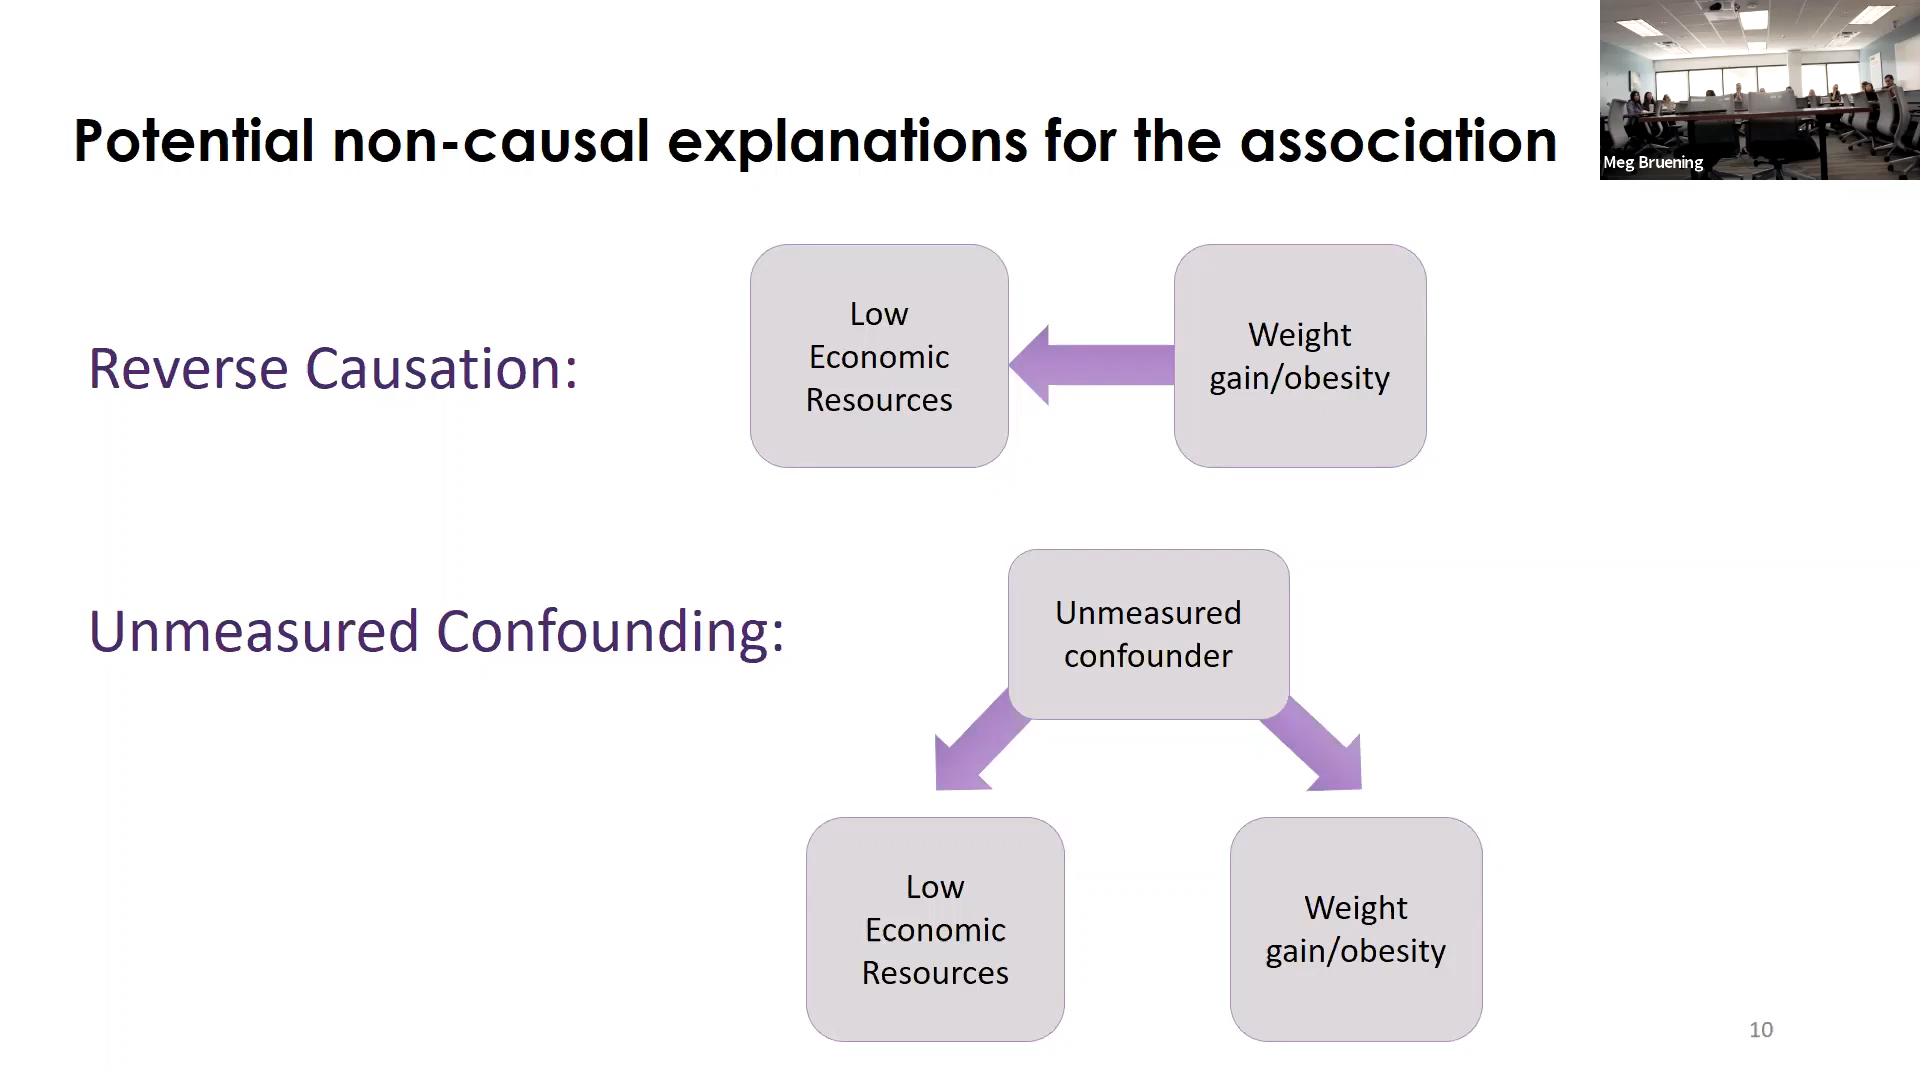 Potential non-causal explanations for the association
Meg Bruening
Reverse Causation:
Low
Economic
Resources
Weight
gain/obesity
Unmeasured Confounding:
Unmeasured
confounder
Low
Economic
Resources
Weight
gain/obesity
10